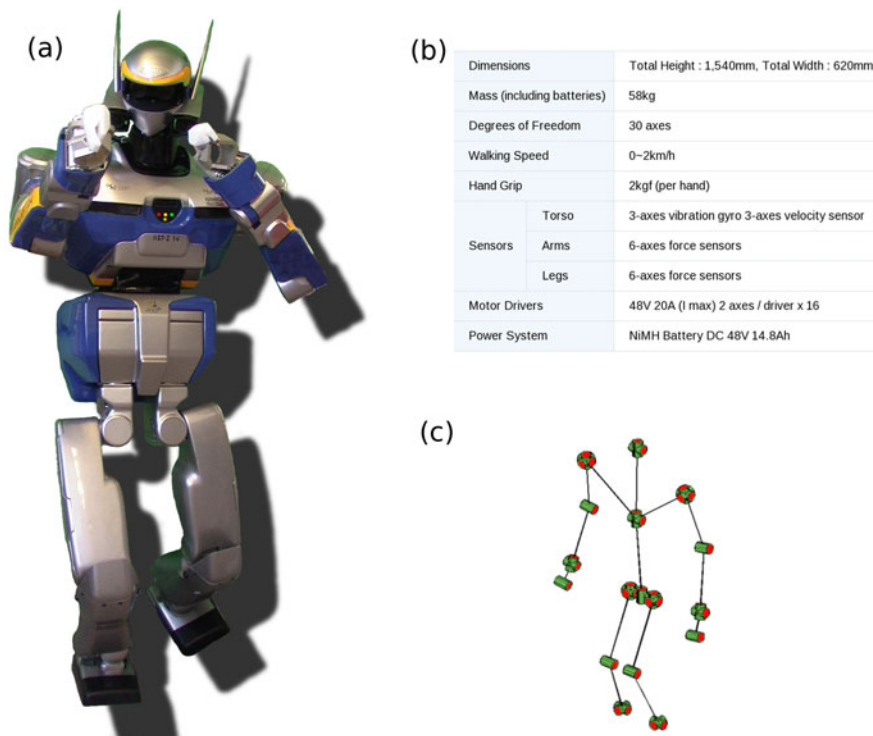 (a)
(b)
Dimensions Total Height : 1,540mm, Total Width : 620mm
Mass (including batteries) 58kg
Degrees of Freedom 30 axes
Walking Speed 0~2km/h
Hand Grip 2kgf (per hand)
Sensors Torso 3-axes vibration gyro 3-axes velocity sensor
Arms 6-axes force sensors
Legs 6-axes force sensors
Motor Drivers 48V 20A (I max) 2 axes / driver x 16
Power System NiMH Battery DC 48V 14.8Ah
(c)